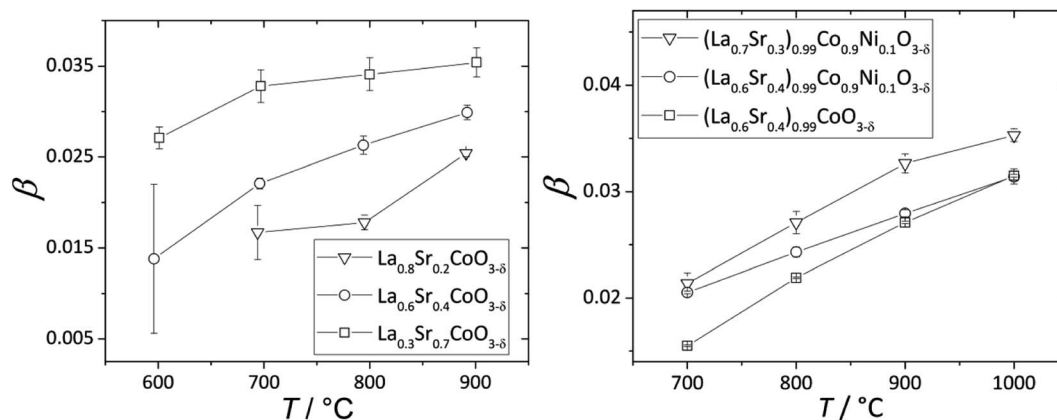 β
0.035
0.025
0.015
0.005
600
700
800
900
T / °C
La0.8Sr0.2CoO3-δ
La0.6Sr0.4CoO3-δ
La0.3Sr0.7CoO3-δ
β
0.04
0.03
0.02
700
800
900
1000
T / °C
(La0.7Sr0.3)0.99Co0.9Ni0.1O3-δ
(La0.6Sr0.4)0.99Co0.9Ni0.1O3-δ
(La0.6Sr0.4)0.99CoO3-δ